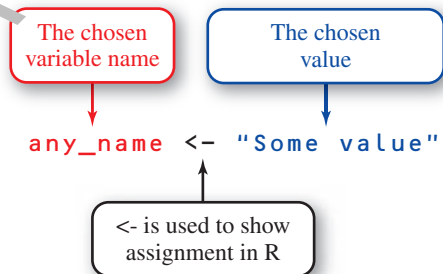 The chosen
variable name
The chosen
value
any_name <- "Some value"
<- is used to show
assignment in R